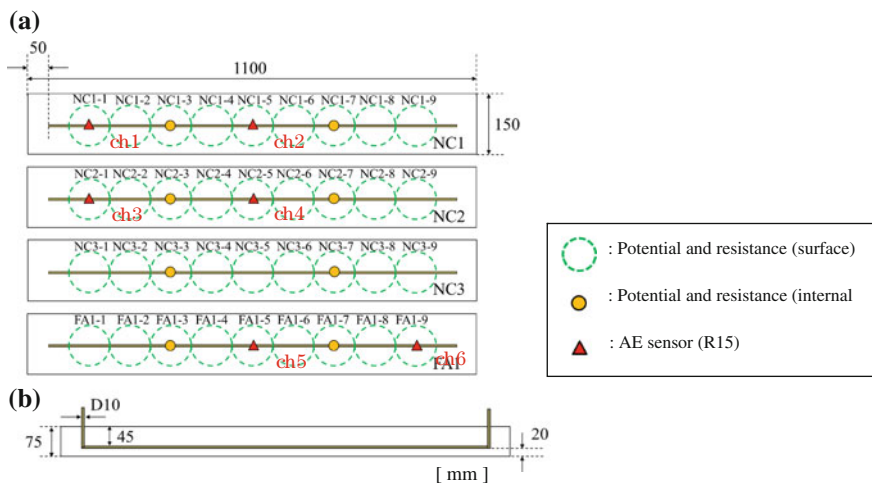 (a)
50
1100
NC1-1 NC1-2 NC1-3 NC1-4 NC1-5 NC1-6 NC1-7 NC1-8 NC1-9
150
ch1 ch2
NC1
NC2-1 NC2-2 NC2-3 NC2-4 NC2-5 NC2-6 NC2-7 NC2-8 NC2-9
ch3 ch4
NC2
NC3-1 NC3-2 NC3-3 NC3-4 NC3-5 NC3-6 NC3-7 NC3-8 NC3-9
NC3
FA1-1 FA1-2 FA1-3 FA1-4 FA1-5 FA1-6 FA1-7 FA1-8 FA1-9
ch5 ch6
FA1
: Potential and resistance (surface)
: Potential and resistance (internal
: AE sensor (R15)
(b)
D10
75 45 20
[ mm ]